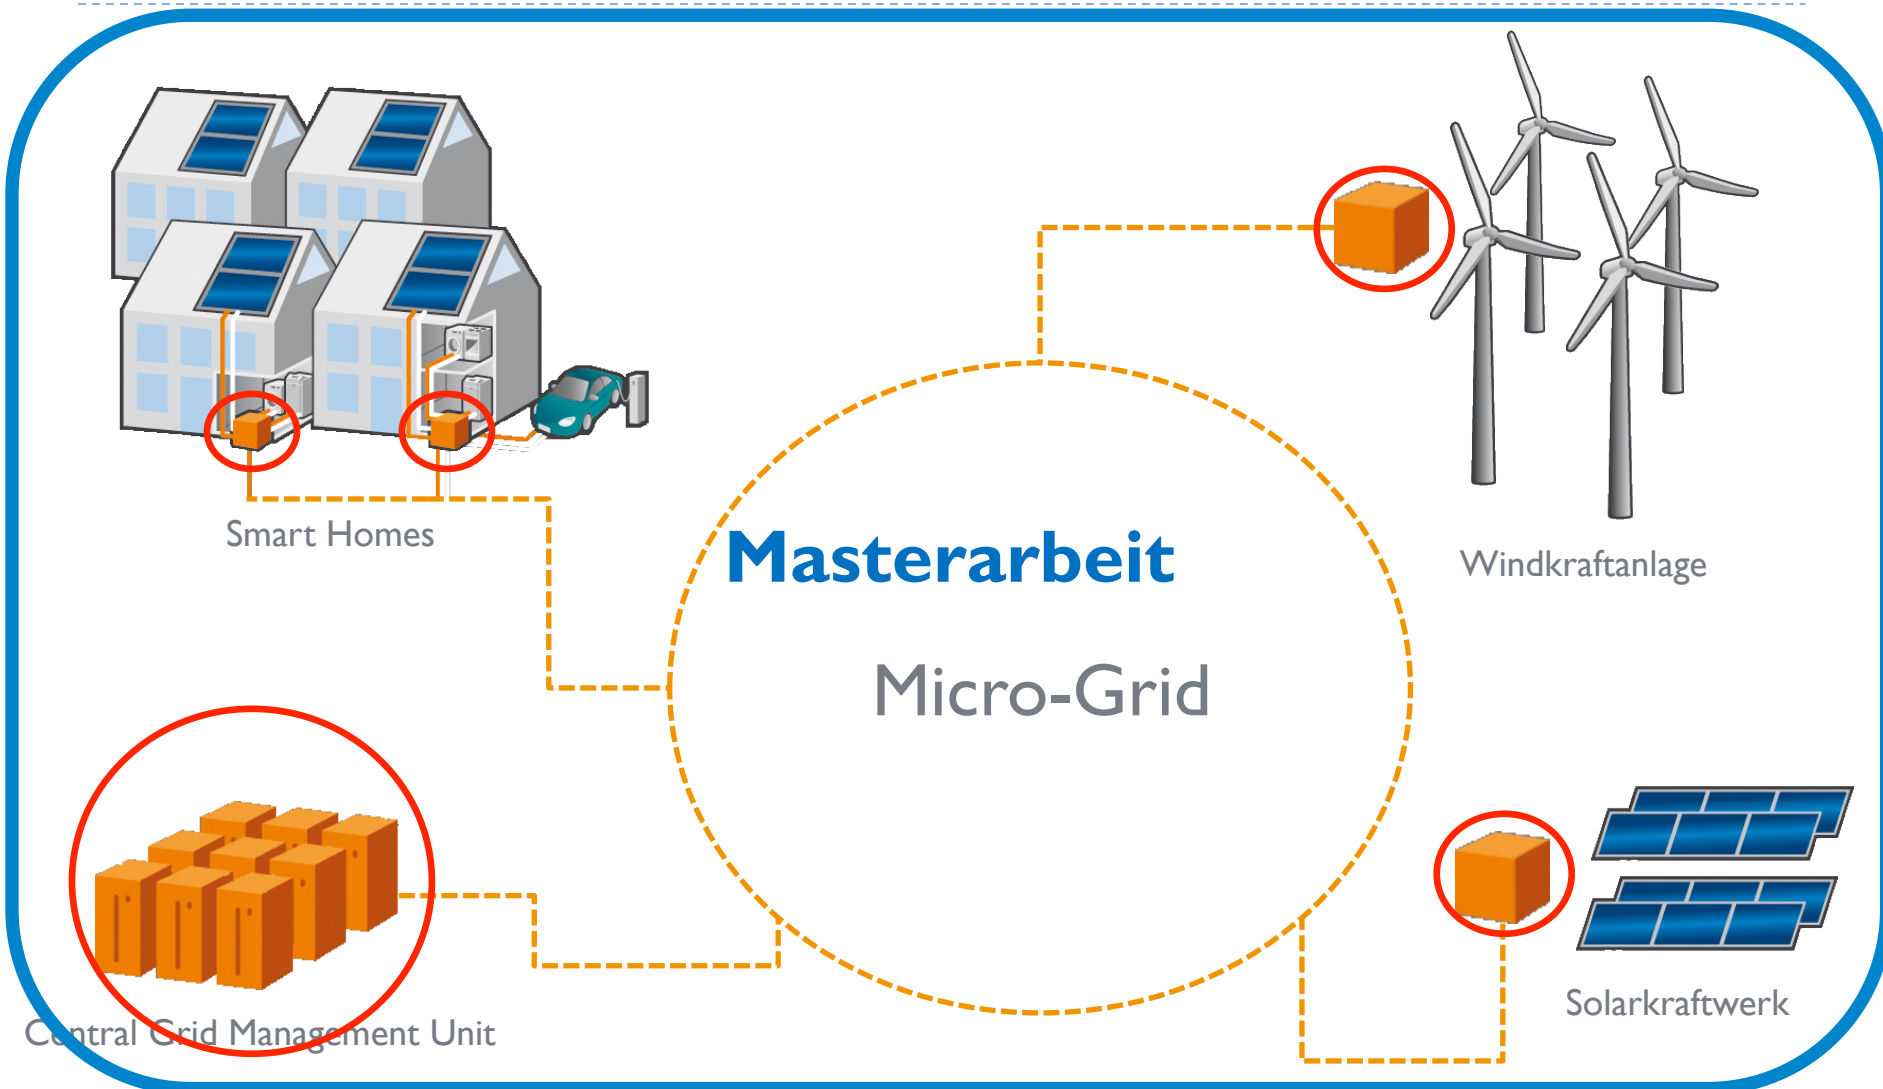 Smart Homes
Windkraftanlage
Masterarbeit
Micro-Grid
Solarkraftwerk
Central Grid Management Unit